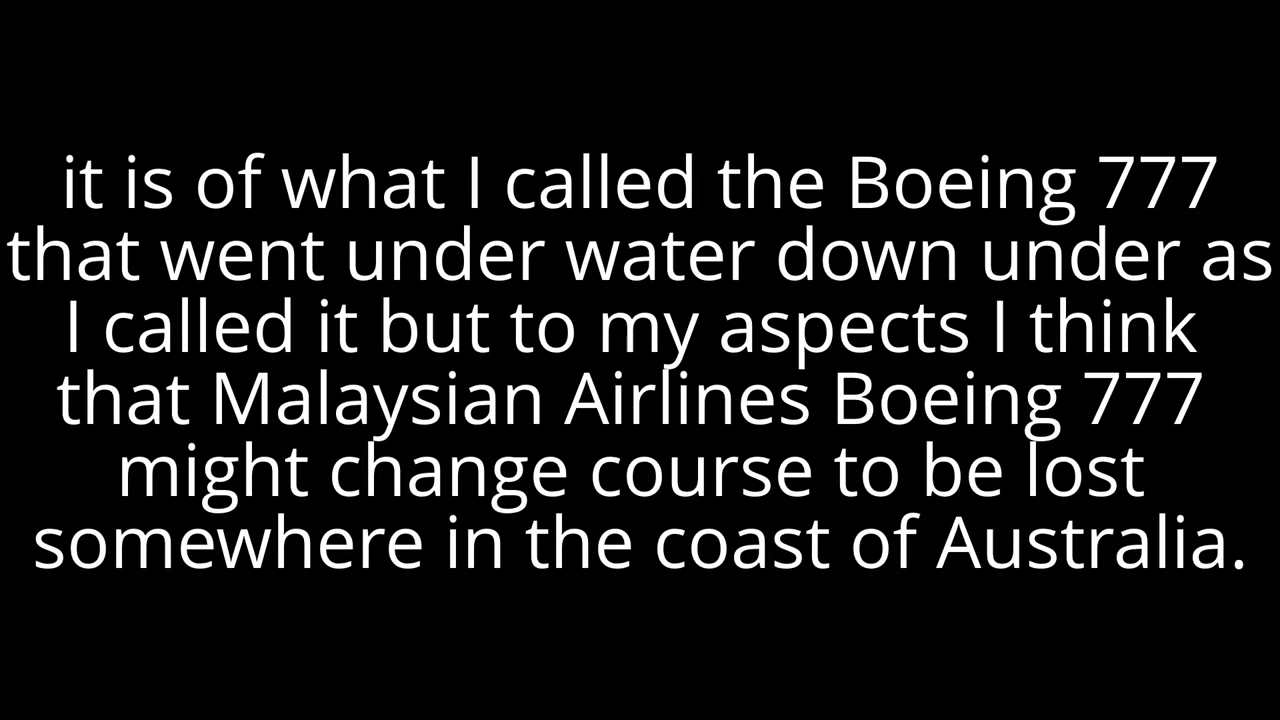 it is of what I called the Boeing 777
that went under water down under as
I called it but to my aspects I think
that Malaysian Airlines Boeing 777
might change course to be lost
somewhere in the coast of Australia.